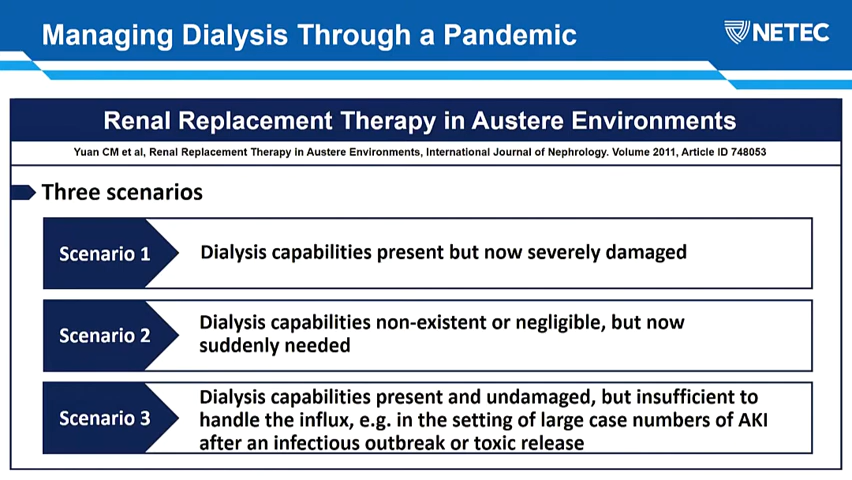 Managing Dialysis Through a Pandemic
NETEC
Renal Replacement Therapy in Austere Environments
Yuan CM et al, Renal Replacement Therapy in Austere Environments, International Journal of Nephrology. Volume 2011, Article ID 748053
Three scenarios
Scenario 1
Dialysis capabilities present but now severely damaged
Scenario 2
Dialysis capabilities non-existent or negligible, but now
suddenly needed
Scenario 3
Dialysis capabilities present and undamaged, but insufficient to
handle the influx, e.g. in the setting of large case numbers of AKI
after an infectious outbreak or toxic release